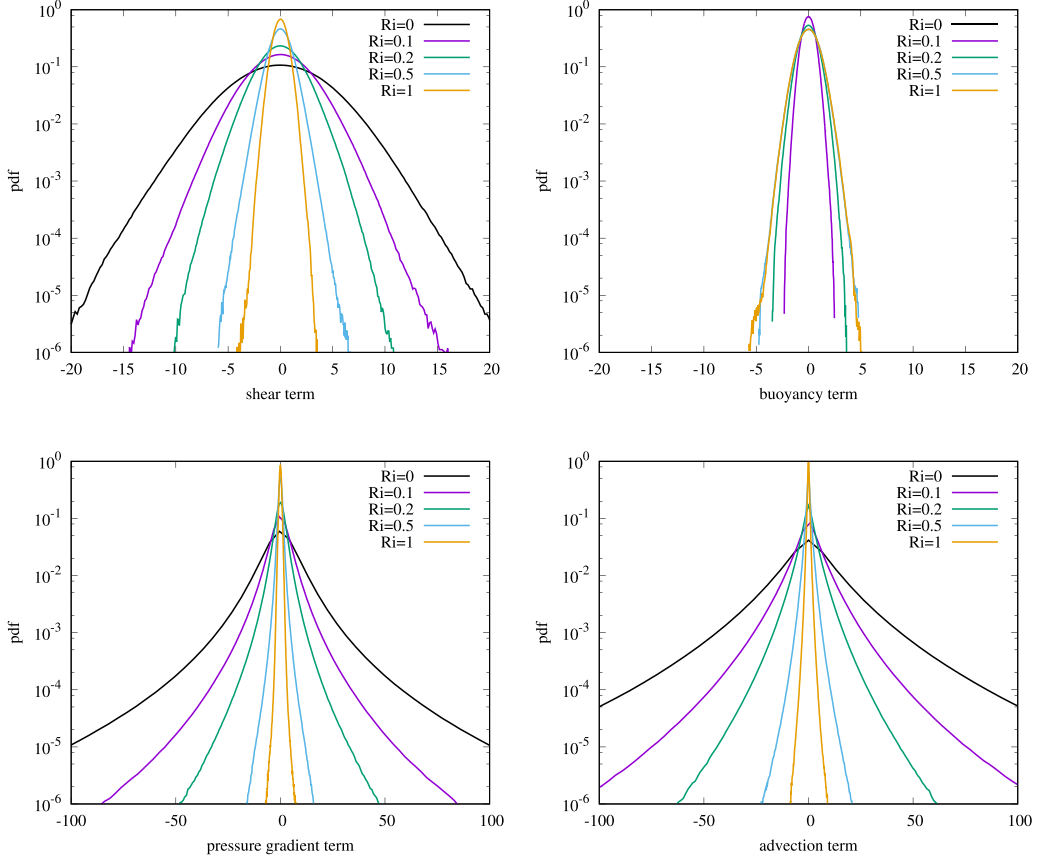 10^0
10^-1
10^-2
10^-3
10^-4
10^-5
10^-6
pdf
-20 -15 -10 -5 0 5 10 15 20
shear term
Ri=0
Ri=0.1
Ri=0.2
Ri=0.5
Ri=1
10^0
10^-1
10^-2
10^-3
10^-4
10^-5
10^-6
pdf
-20 -15 -10 -5 0 5 10 15 20
buoyancy term
Ri=0
Ri=0.1
Ri=0.2
Ri=0.5
Ri=1
10^0
10^-1
10^-2
10^-3
10^-4
10^-5
10^-6
pdf
-100 -50 0 50 100
pressure gradient term
Ri=0
Ri=0.1
Ri=0.2
Ri=0.5
Ri=1
10^0
10^-1
10^-2
10^-3
10^-4
10^-5
10^-6
pdf
-100 -50 0 50 100
advection term
Ri=0
Ri=0.1
Ri=0.2
Ri=0.5
Ri=1